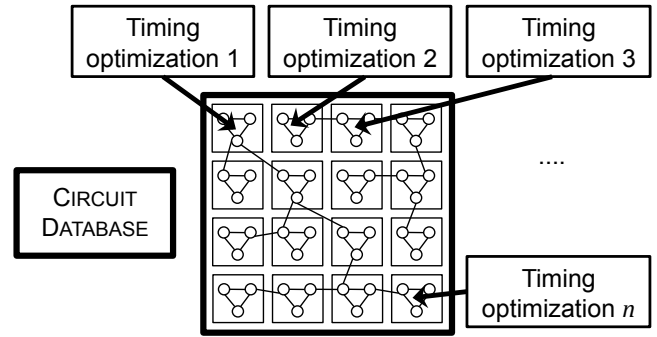 Timing
optimization 1
Timing
optimization 2
Timing
optimization 3
....
CIRCUIT
DATABASE
Timing
optimization n